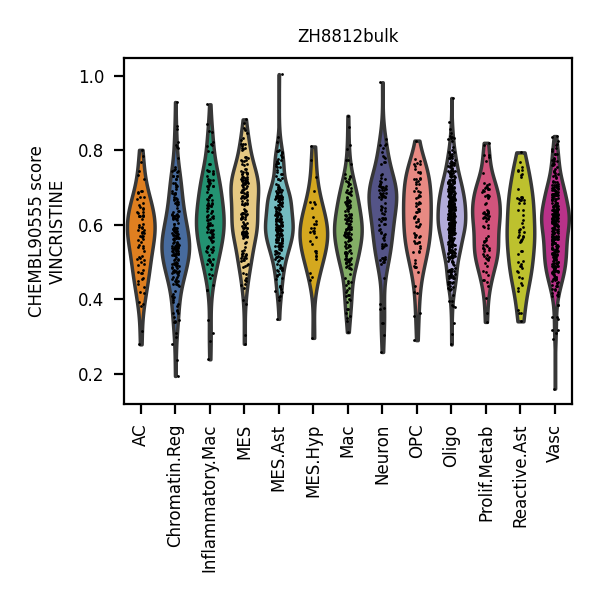 ZH8812bulk
CHEMBL90555 score
VINCRISTINE
1.0
0.8
0.6
0.4
0.2
AC
Chromatin.Reg
Inflammatory.Mac
MES
MES.Ast
MES.Hyp
Mac
Neuron
OPC
Oligo
Prolif.Metab
Reactive.Ast
Vasc